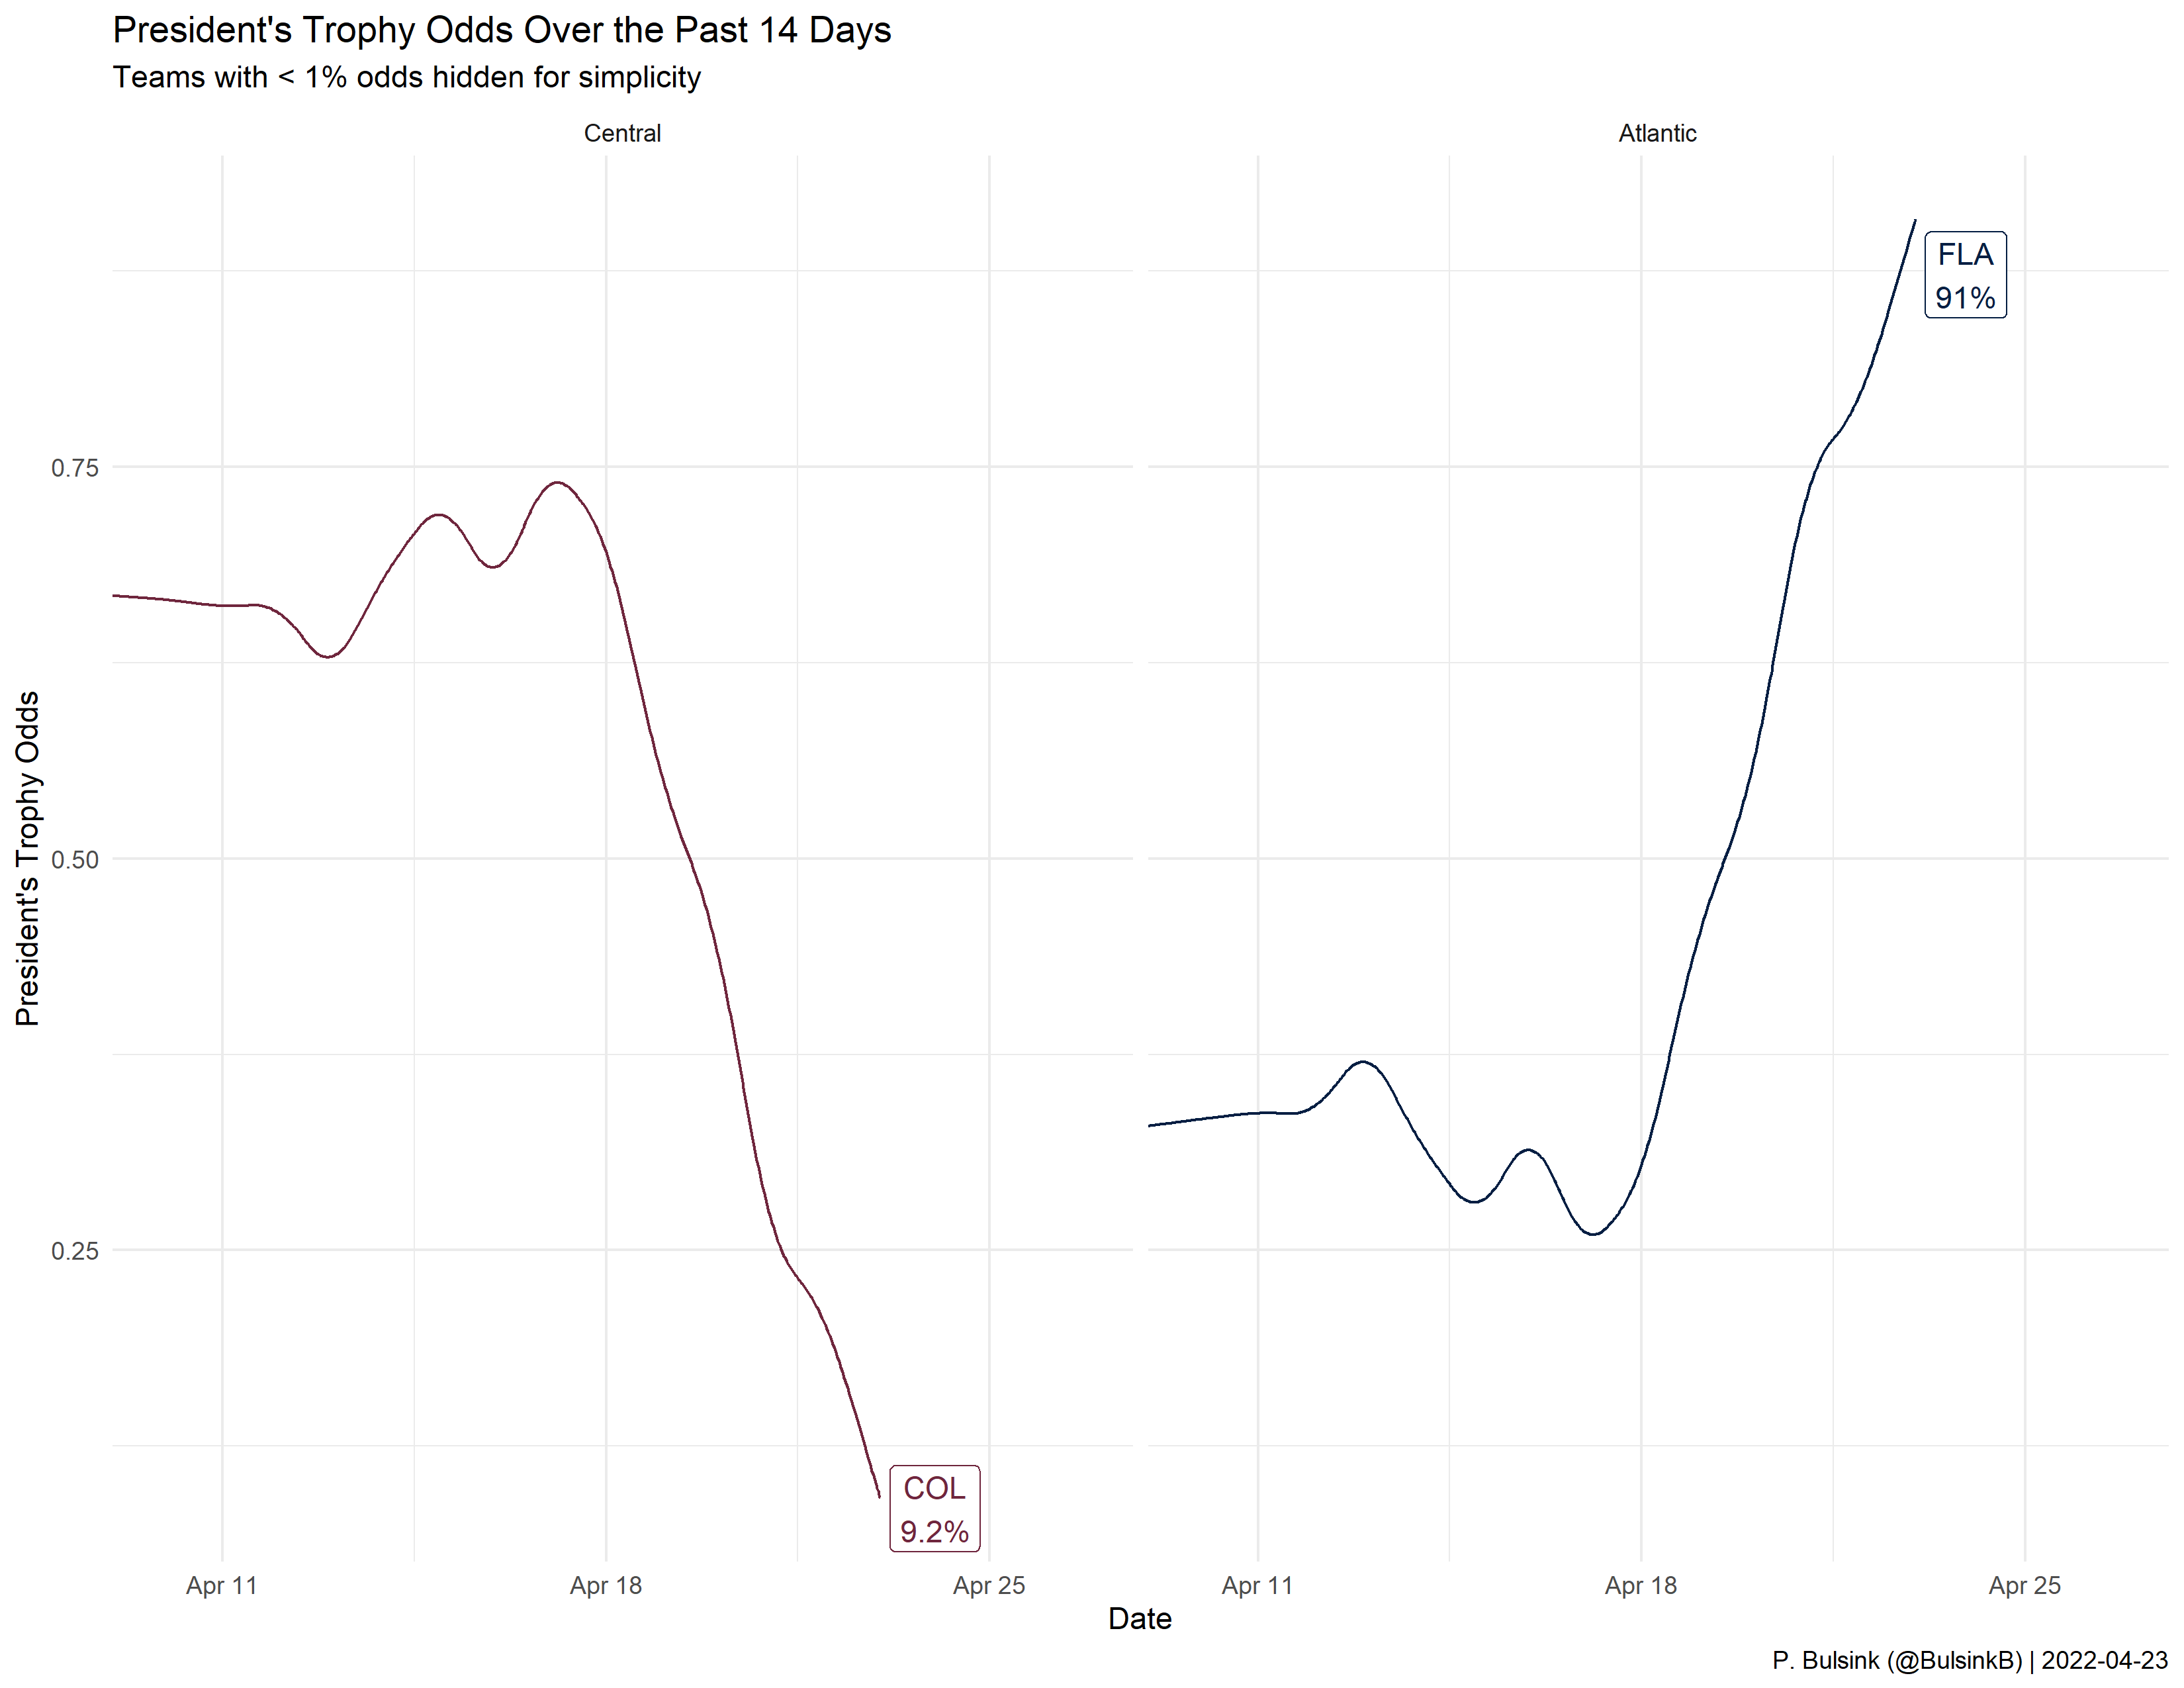 President's Trophy Odds Over the Past 14 Days
Teams with < 1% odds hidden for simplicity
Central
Atlantic
President's Trophy Odds
0.75
0.50
0.25
FLA
91%
COL
9.2%
Apr 11
Apr 18
Apr 25
Apr 11
Apr 18
Apr 25
Date
P. Bulsink (@BulsinkB) | 2022-04-23